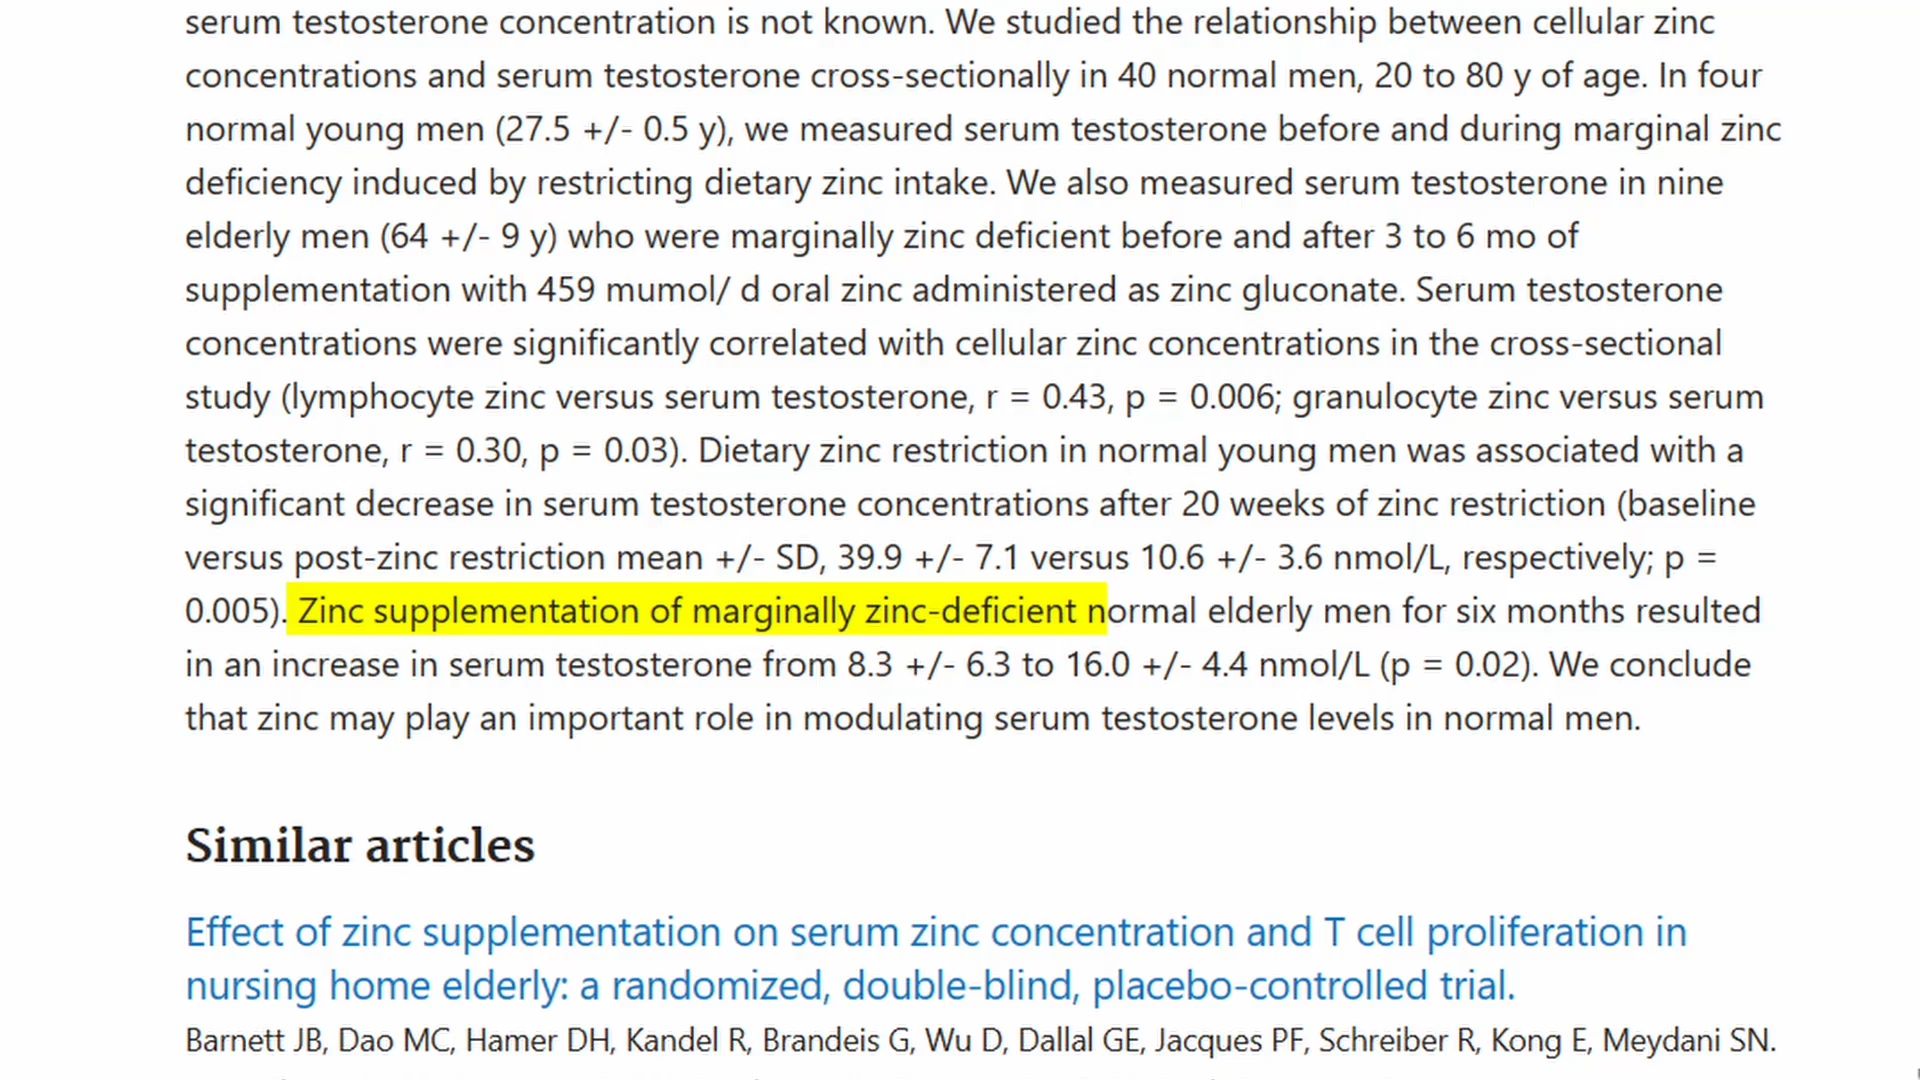 serum testosterone concentration is not known. We studied the relationship between cellular zinc
concentrations and serum testosterone cross-sectionally in 40 normal men, 20 to 80 y of age. In four
normal young men (27.5 +/- 0.5 y), we measured serum testosterone before and during marginal zinc
deficiency induced by restricting dietary zinc intake. We also measured serum testosterone in nine
elderly men (64 +/- 9 y) who were marginally zinc deficient before and after 3 to 6 mo of
supplementation with 459 mumol/ d oral zinc administered as zinc gluconate. Serum testosterone
concentrations were significantly correlated with cellular zinc concentrations in the cross-sectional
study (lymphocyte zinc versus serum testosterone, r = 0.43, p = 0.006; granulocyte zinc versus serum
testosterone, r = 0.30, p = 0.03). Dietary zinc restriction in normal young men was associated with a
significant decrease in serum testosterone concentrations after 20 weeks of zinc restriction (baseline
versus post-zinc restriction mean +/- SD, 39.9 +/- 7.1 versus 10.6 +/- 3.6 nmol/L, respectively; p =
0.005). Zinc supplementation of marginally zinc-deficient normal elderly men for six months resulted
in an increase in serum testosterone from 8.3 +/- 6.3 to 16.0 +/- 4.4 nmol/L (p = 0.02). We conclude
that zinc may play an important role in modulating serum testosterone levels in normal men.
Similar articles
Effect of zinc supplementation on serum zinc concentration and T cell proliferation in
nursing home elderly: a randomized, double-blind, placebo-controlled trial.
Barnett JB, Dao MC, Hamer DH, Kandel R, Brandeis G, Wu D, Dallal GE, Jacques PF, Schreiber R, Kong E, Meydani SN.